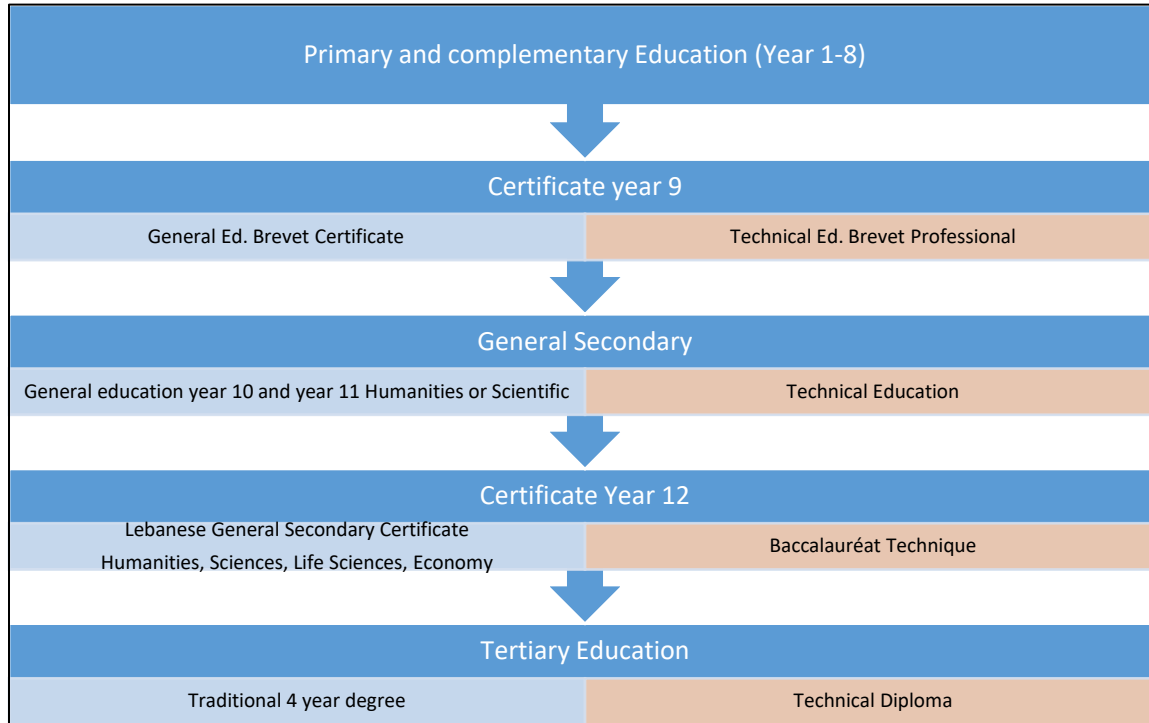 Primary and complementary Education (Year 1-8)
Certificate year 9
General Ed. Brevet Certificate
Technical Ed. Brevet Professional
General Secondary
General education year 10 and year 11 Humanities or Scientific
Technical Education
Certificate Year 12
Lebanese General Secondary Certificate
Humanities, Sciences, Life Sciences, Economy
Baccalauréat Technique
Tertiary Education
Traditional 4 year degree
Technical Diploma